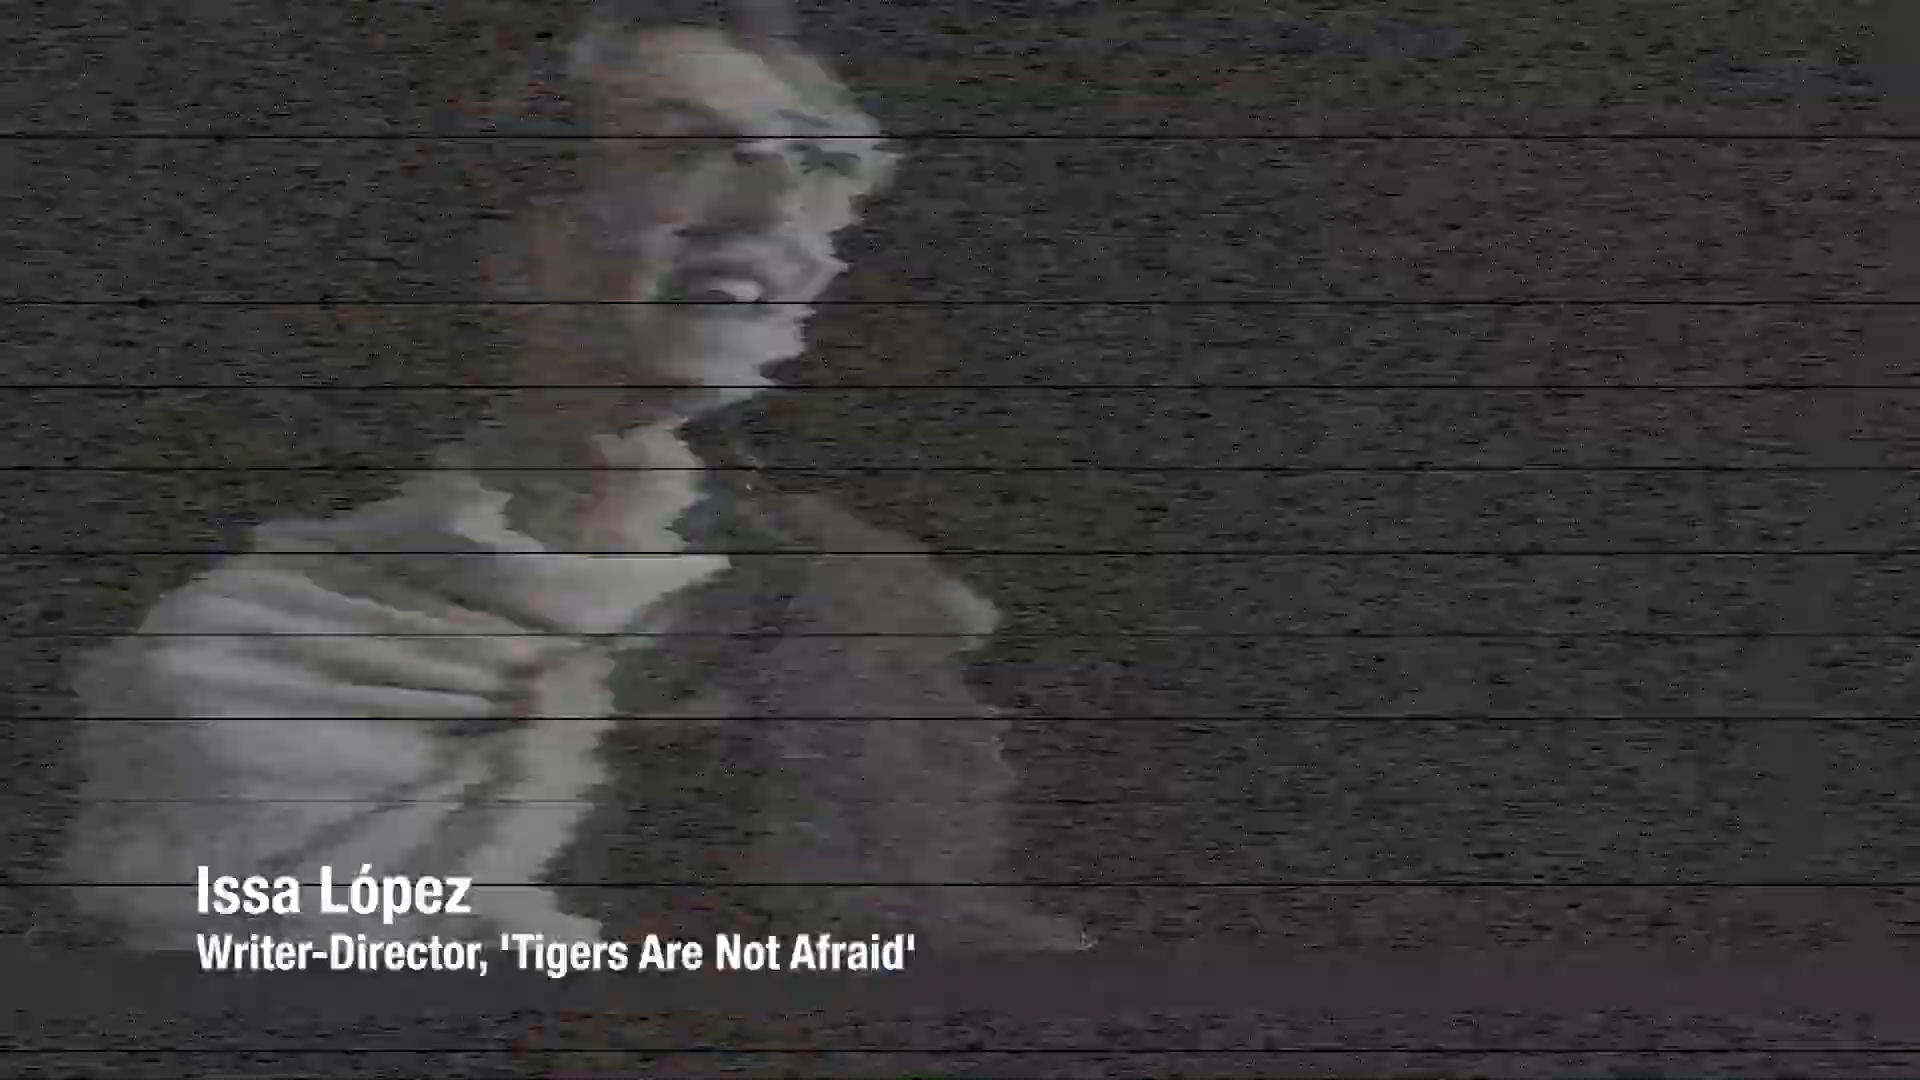 Issa López
Writer-Director, 'Tigers Are Not Afraid'